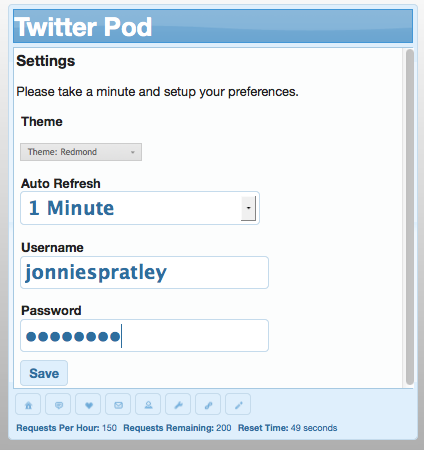 Twitter Pod
Settings
Please take a minute and setup your preferences.
Theme
Theme: Redmond
Auto Refresh
1 Minute
Username
jonniespratley
Password
●●●●●●●●
Save
Requests Per Hour: 150 Requests Remaining: 200 Reset Time: 49 seconds